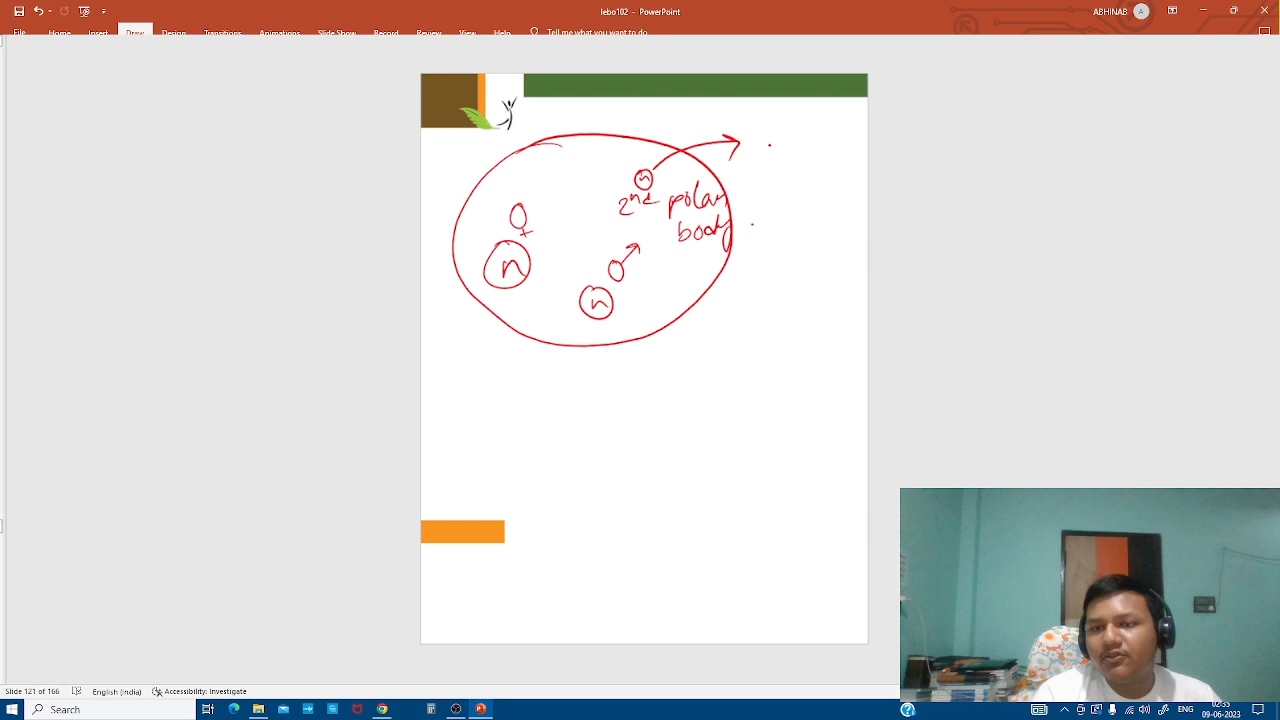 lebo102 - PowerPoint
ABHINAB A
File Home Insert Draw Design Transitions Animations Slide Show Record Review View Help Tell me what you want to do
n
2nd polar
body
n
n
Slide 121 of 166 English (India) Accessibility: Investigate
Search
ENG
02:55
09-06-2023